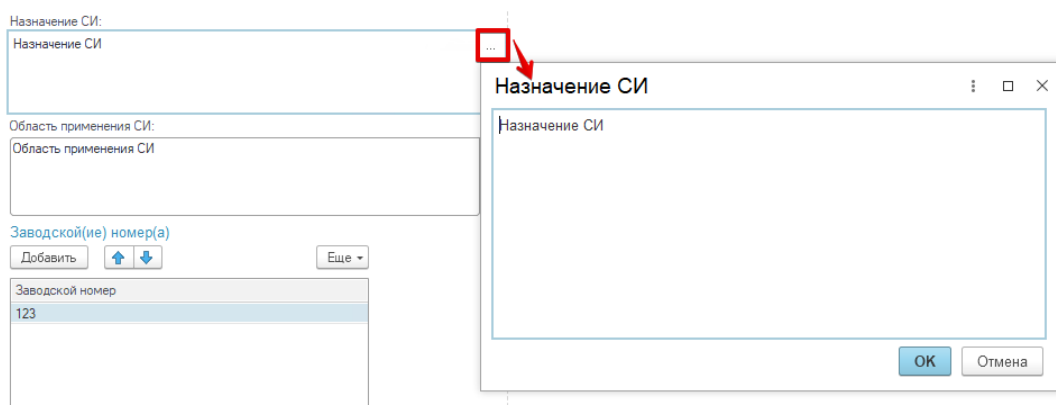 Назначение СИ:
Назначение СИ
...
Назначение СИ
Назначение СИ
Область применения СИ:
Область применения СИ
Заводской(ие) номер(а)
Добавить
Еще
Заводской номер
123
OK
Отмена